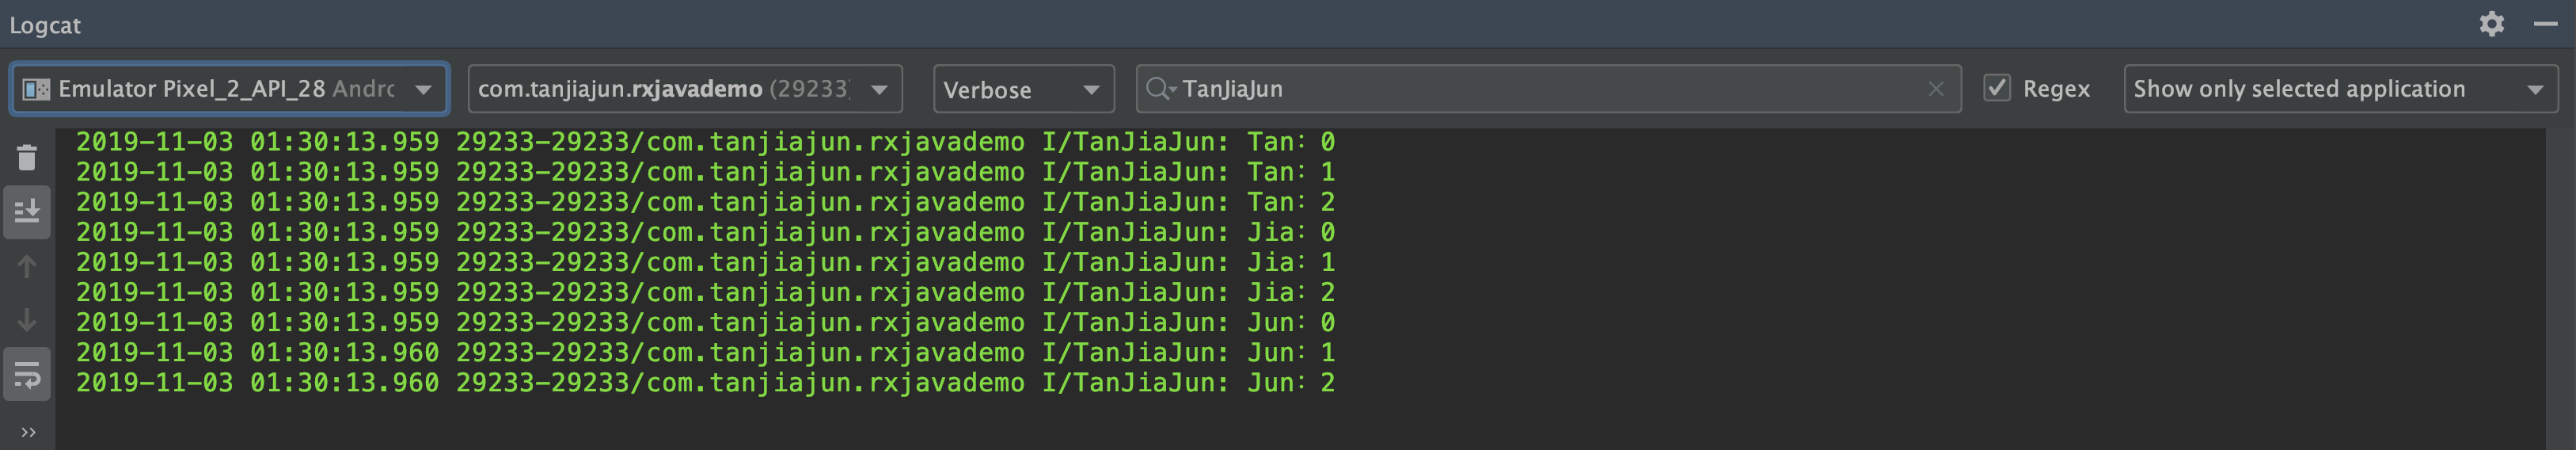 Logcat
Emulator Pixel_2_API_28 Andrc com.tanjiajun.rxjavademo (29233) Verbose TanJiaJun Regex Show only selected application
2019-11-03 01:30:13.959 29233-29233/com.tanjiajun.rxjavademo I/TanJiaJun: Tan：0
2019-11-03 01:30:13.959 29233-29233/com.tanjiajun.rxjavademo I/TanJiaJun: Tan：1
2019-11-03 01:30:13.959 29233-29233/com.tanjiajun.rxjavademo I/TanJiaJun: Tan：2
2019-11-03 01:30:13.959 29233-29233/com.tanjiajun.rxjavademo I/TanJiaJun: Jia：0
2019-11-03 01:30:13.959 29233-29233/com.tanjiajun.rxjavademo I/TanJiaJun: Jia：1
2019-11-03 01:30:13.959 29233-29233/com.tanjiajun.rxjavademo I/TanJiaJun: Jia：2
2019-11-03 01:30:13.959 29233-29233/com.tanjiajun.rxjavademo I/TanJiaJun: Jun：0
2019-11-03 01:30:13.960 29233-29233/com.tanjiajun.rxjavademo I/TanJiaJun: Jun：1
2019-11-03 01:30:13.960 29233-29233/com.tanjiajun.rxjavademo I/TanJiaJun: Jun：2